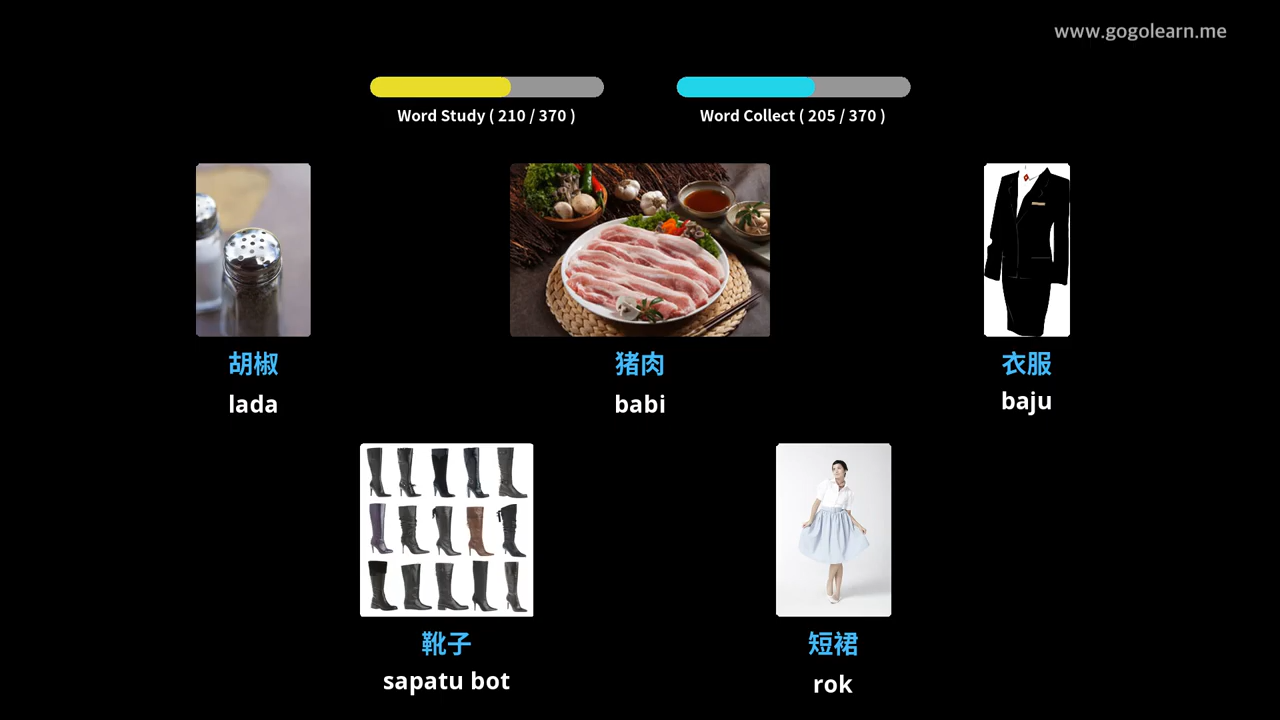 www.gogolearn.me
Word Study ( 210 / 370 )
Word Collect ( 205 / 370 )
胡椒
lada
猪肉
babi
衣服
baju
靴子
sapatu bot
短裙
rok